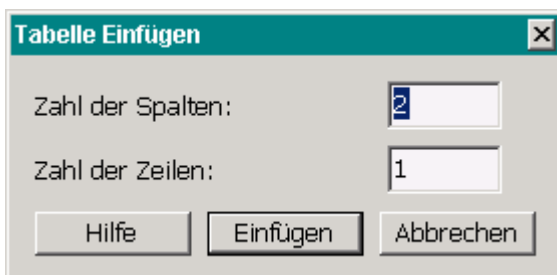 Tabelle Einfügen
Zahl der Spalten: 2
Zahl der Zeilen: 1
Hilfe Einfügen Abbrechen